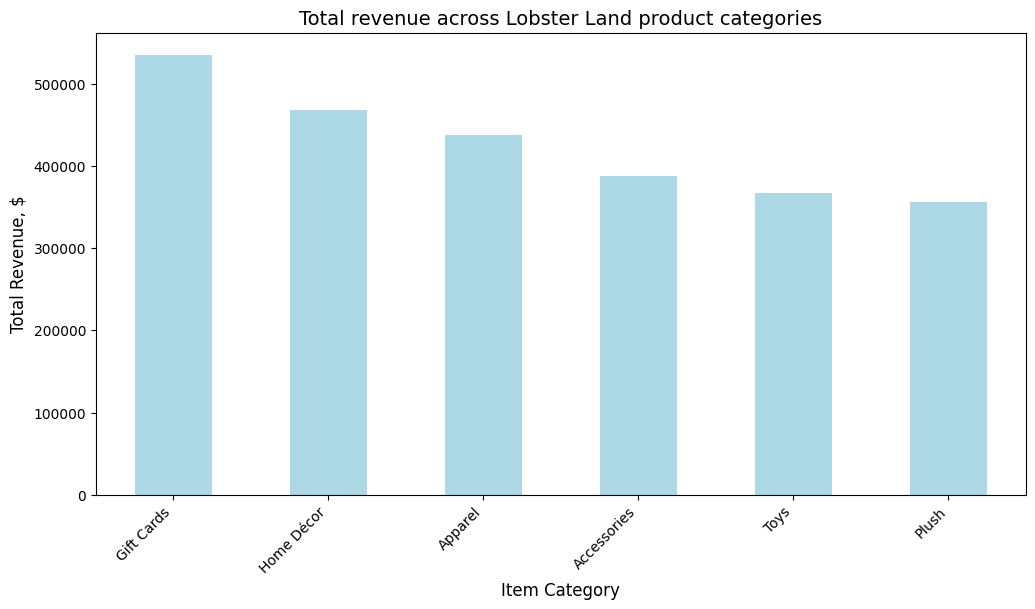 Total revenue across Lobster Land product categories
Total Revenue, $
500000
400000
300000
200000
100000
0
Gift Cards
Home Décor
Apparel
Accessories
Toys
Plush
Item Category